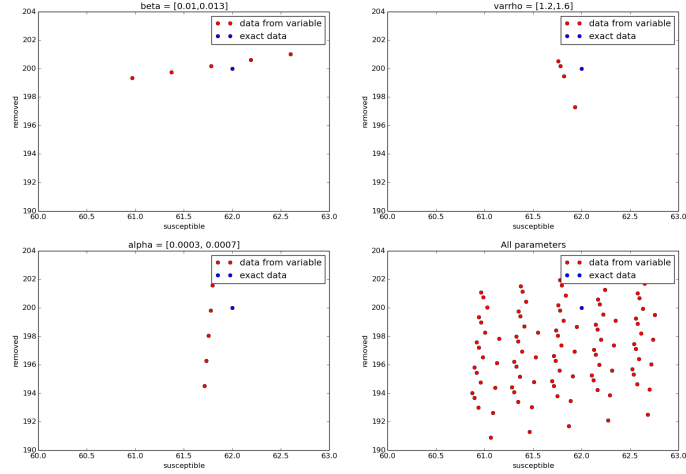 beta = [0.01,0.013]
204
202
200
198
196
194
192
190
removed
data from variable
exact data
60.0 60.5 61.0 61.5 62.0 62.5 63.0
susceptible
varrho = [1.2,1.6]
204
202
200
198
196
194
192
190
removed
data from variable
exact data
60.0 60.5 61.0 61.5 62.0 62.5 63.0
susceptible
alpha = [0.0003, 0.0007]
204
202
200
198
196
194
192
190
removed
data from variable
exact data
60.0 60.5 61.0 61.5 62.0 62.5 63.0
susceptible
All parameters
204
202
200
198
196
194
192
190
removed
data from variable
exact data
60.0 60.5 61.0 61.5 62.0 62.5 63.0
susceptible